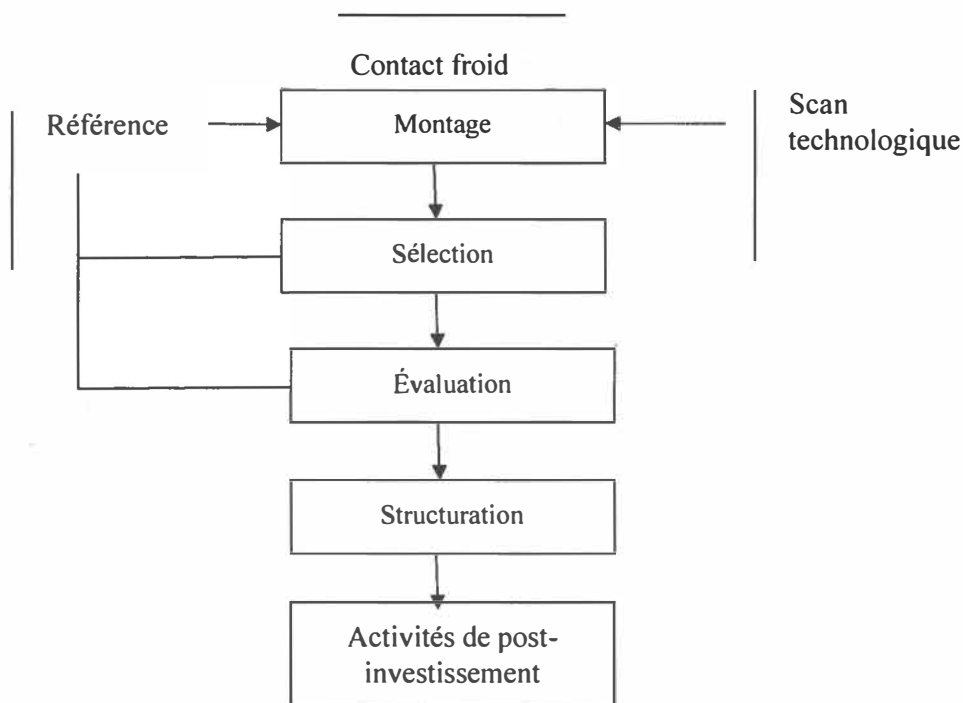 Contact froid
Référence
Montage
Scan
technologique
Sélection
Évaluation
Structuration
Activités de post-
investissement